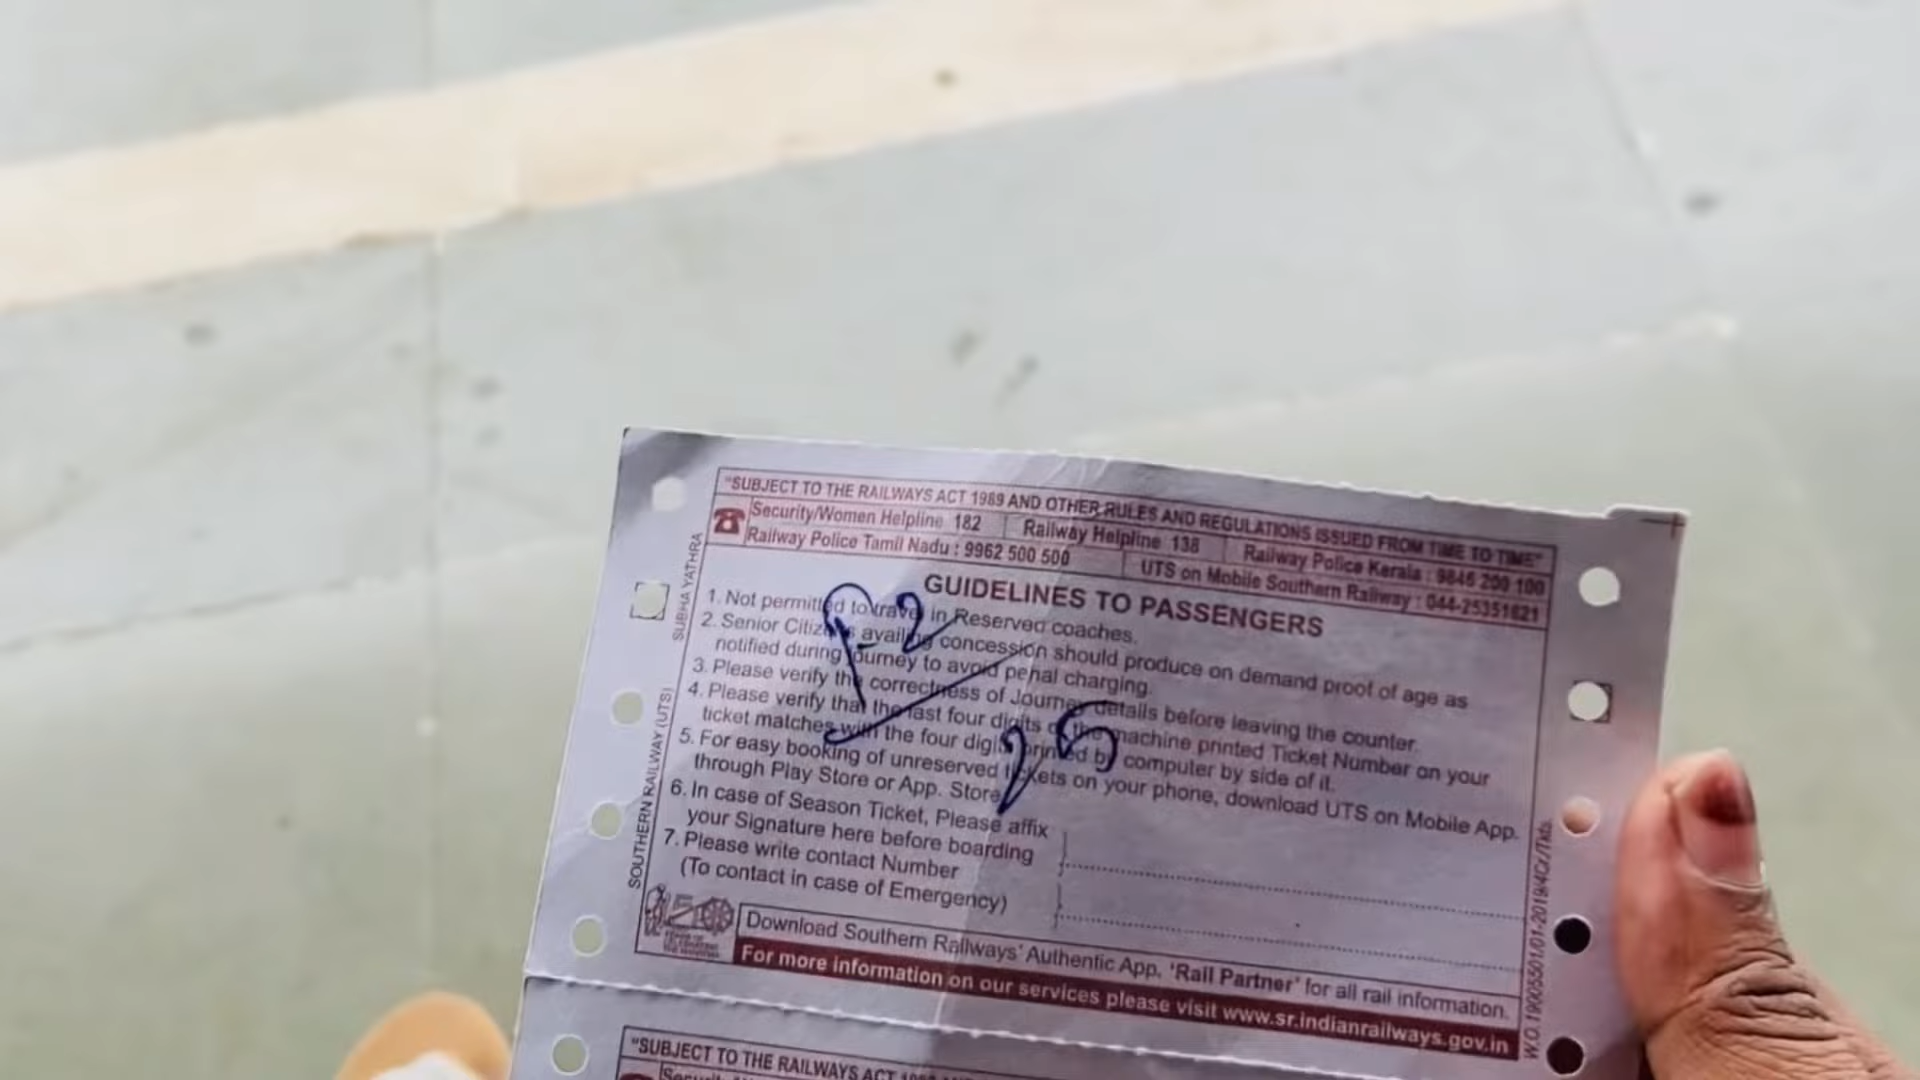 "SUBJECT TO THE RAILWAYS ACT 1989 AND OTHER RULES AND REGULATIONS ISSUED FROM TIME TO TIME"
Security/Women Helpline 182 Railway Helpline 138 Railway Police Kerala : 9846 200 100
Railway Police Tamil Nadu : 9962 500 500 UTS on Mobile Southern Railway : 044-25351621
GUIDELINES TO PASSENGERS
1. Not permitted to travel in Reserved coaches.
2. Senior Citizens availing concession should produce on demand proof of age as
notified during journey to avoid penal charging.
3. Please verify the correctness of Journey details before leaving the counter.
4. Please verify that the last four digits of the machine printed Ticket Number on your
ticket matches with the four digits printed by computer by side of it.
5. For easy booking of unreserved tickets on your phone, download UTS on Mobile App.
through Play Store or App. Store
6. In case of Season Ticket, Please affix
your Signature here before boarding
7. Please write contact Number
(To contact in case of Emergency)
Download Southern Railways' Authentic App. 'Rail Partner' for all rail information.
For more information on our services please visit www.sr.indianrailways.gov.in
SUBHA YATHRA
SOUTHERN RAILWAY (UTS)
W.O.1905501/01-2019/4Cr/Tkts.
"SUBJECT TO THE RAILWAYS ACT